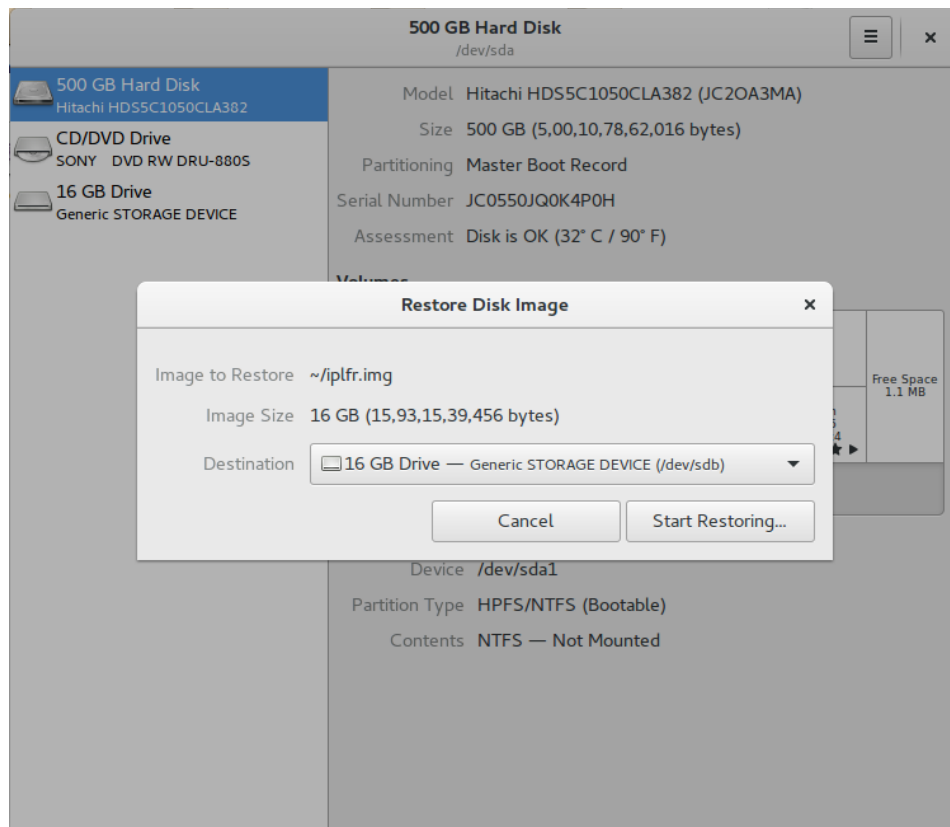 500 GB Hard Disk
/dev/sda
500 GB Hard Disk
Hitachi HDS5C1050CLA382
CD/DVD Drive
SONY DVD RW DRU-880S
16 GB Drive
Generic STORAGE DEVICE
Model Hitachi HDS5C1050CLA382 (JC2OA3MA)
Size 500 GB (5,00,10,78,62,016 bytes)
Partitioning Master Boot Record
Serial Number JC0550JQ0K4P0H
Assessment Disk is OK (32° C / 90° F)
Volumes
Restore Disk Image
Image to Restore ~/iplfr.img
Image Size 16 GB (15,93,15,39,456 bytes)
Destination 16 GB Drive — Generic STORAGE DEVICE (/dev/sdb)
Cancel Start Restoring...
Free Space
1.1 MB
Device /dev/sda1
Partition Type HPFS/NTFS (Bootable)
Contents NTFS — Not Mounted